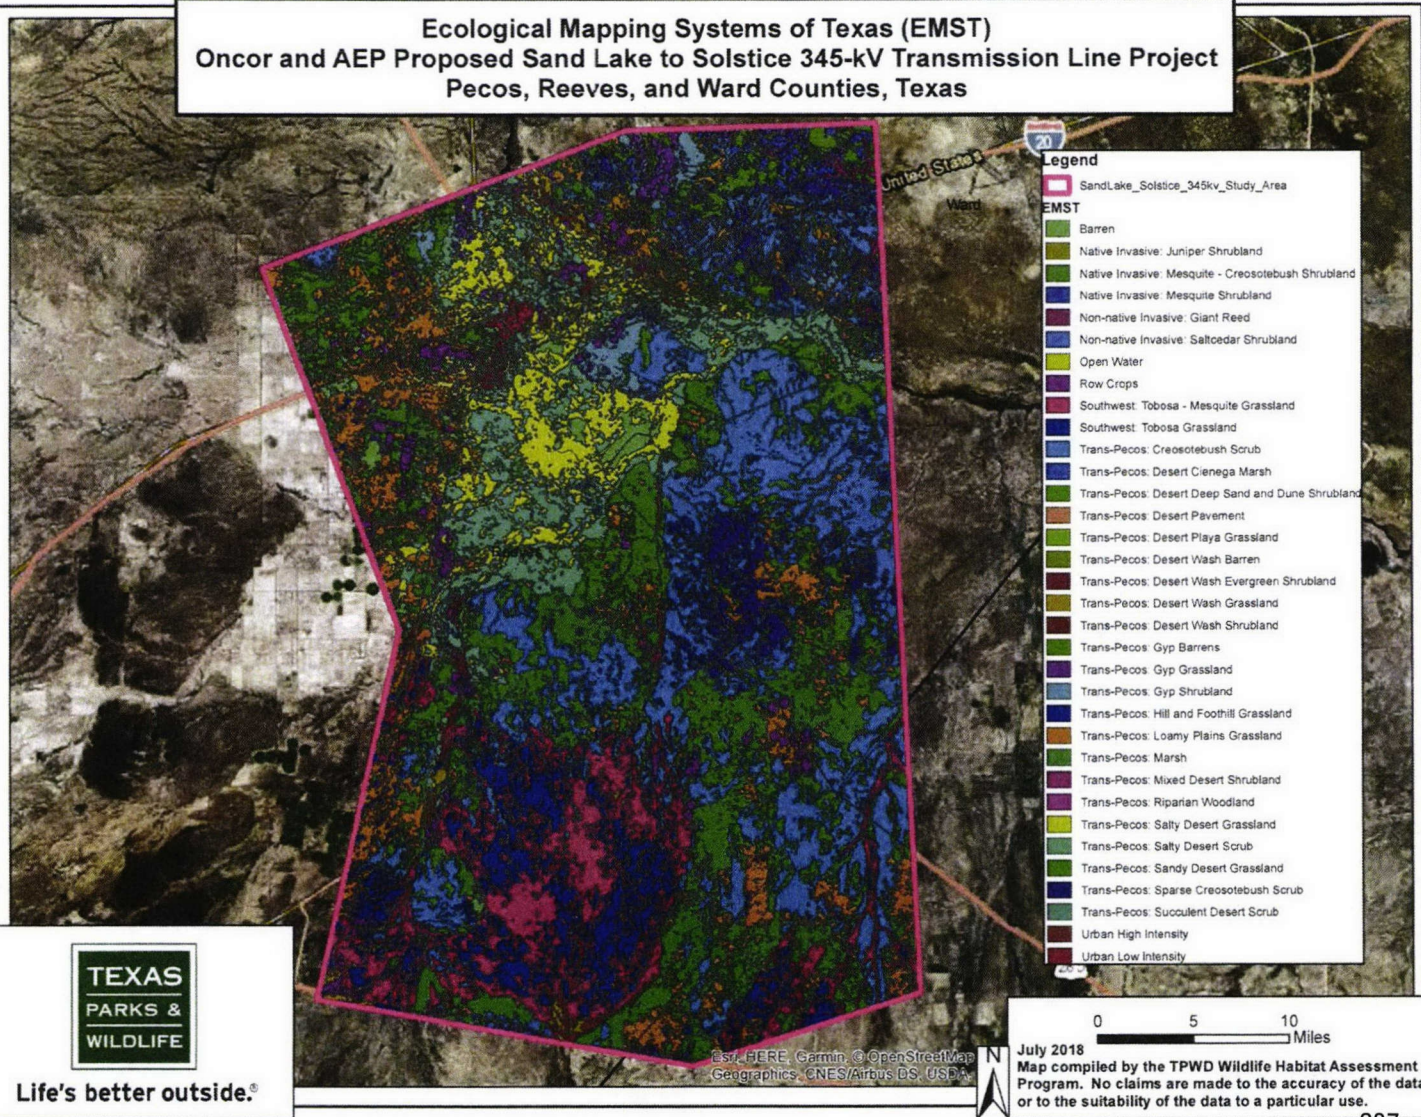 Ecological Mapping Systems of Texas (EMST)
Oncor and AEP Proposed Sand Lake to Solstice 345-kV Transmission Line Project
Pecos, Reeves, and Ward Counties, Texas
20
United States
Ward
Legend
SandLake_Solstice_345kv_Study_Area
EMST
Barren
Native Invasive: Juniper Shrubland
Native Invasive: Mesquite - Creosotebush Shrubland
Native Invasive: Mesquite Shrubland
Non-native Invasive: Giant Reed
Non-native Invasive: Saltcedar Shrubland
Open Water
Row Crops
Southwest: Tobosa - Mesquite Grassland
Southwest: Tobosa Grassland
Trans-Pecos: Creosotebush Scrub
Trans-Pecos: Desert Cienega Marsh
Trans-Pecos: Desert Deep Sand and Dune Shrubland
Trans-Pecos: Desert Pavement
Trans-Pecos: Desert Playa Grassland
Trans-Pecos: Desert Wash Barren
Trans-Pecos: Desert Wash Evergreen Shrubland
Trans-Pecos: Desert Wash Grassland
Trans-Pecos: Desert Wash Shrubland
Trans-Pecos: Gyp Barrens
Trans-Pecos: Gyp Grassland
Trans-Pecos: Gyp Shrubland
Trans-Pecos: Hill and Foothill Grassland
Trans-Pecos: Loamy Plains Grassland
Trans-Pecos: Marsh
Trans-Pecos: Mixed Desert Shrubland
Trans-Pecos: Riparian Woodland
Trans-Pecos: Salty Desert Grassland
Trans-Pecos: Salty Desert Scrub
Trans-Pecos: Sandy Desert Grassland
Trans-Pecos: Sparse Creosotebush Scrub
Trans-Pecos: Succulent Desert Scrub
Urban High Intensity
Urban Low Intensity
TEXAS
PARKS &
WILDLIFE
Life's better outside.®
Esri, HERE, Garmin, © OpenStreetMap
Geographics, CNES/Airbus DS, USDA,
N
0 5 10
Miles
July 2018
Map compiled by the TPWD Wildlife Habitat Assessment
Program. No claims are made to the accuracy of the data
or to the suitability of the data to a particular use.